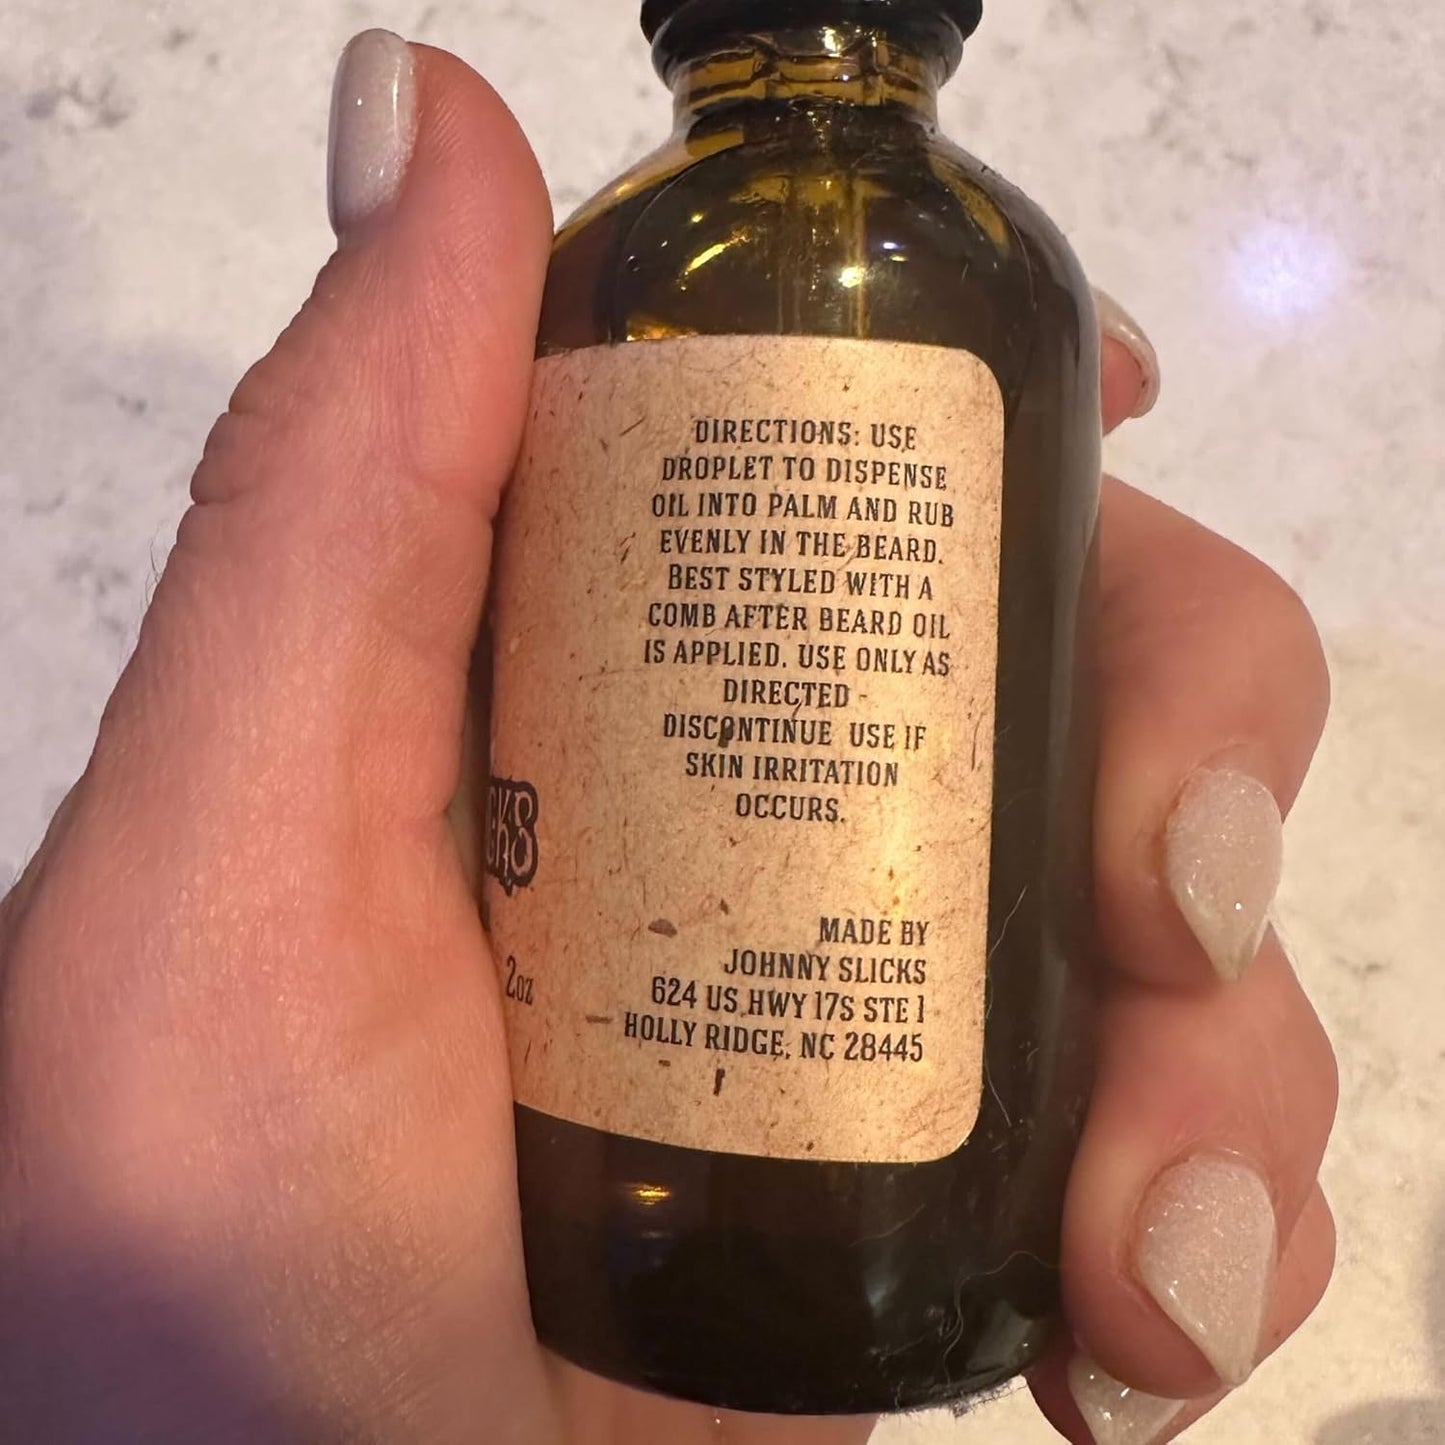 DIRECTIONS: USE
DROPLET TO DISPENSE
OIL INTO PALM AND RUB
EVENLY IN THE BEARD.
BEST STYLED WITH A
COMB AFTER BEARD OIL
IS APPLIED. USE ONLY AS
DIRECTED -
DISCONTINUE USE IF
SKIN IRRITATION
OCCURS.
2oz
MADE BY
JOHNNY SLICKS
624 US HWY 17S STE 1
HOLLY RIDGE, NC 28445